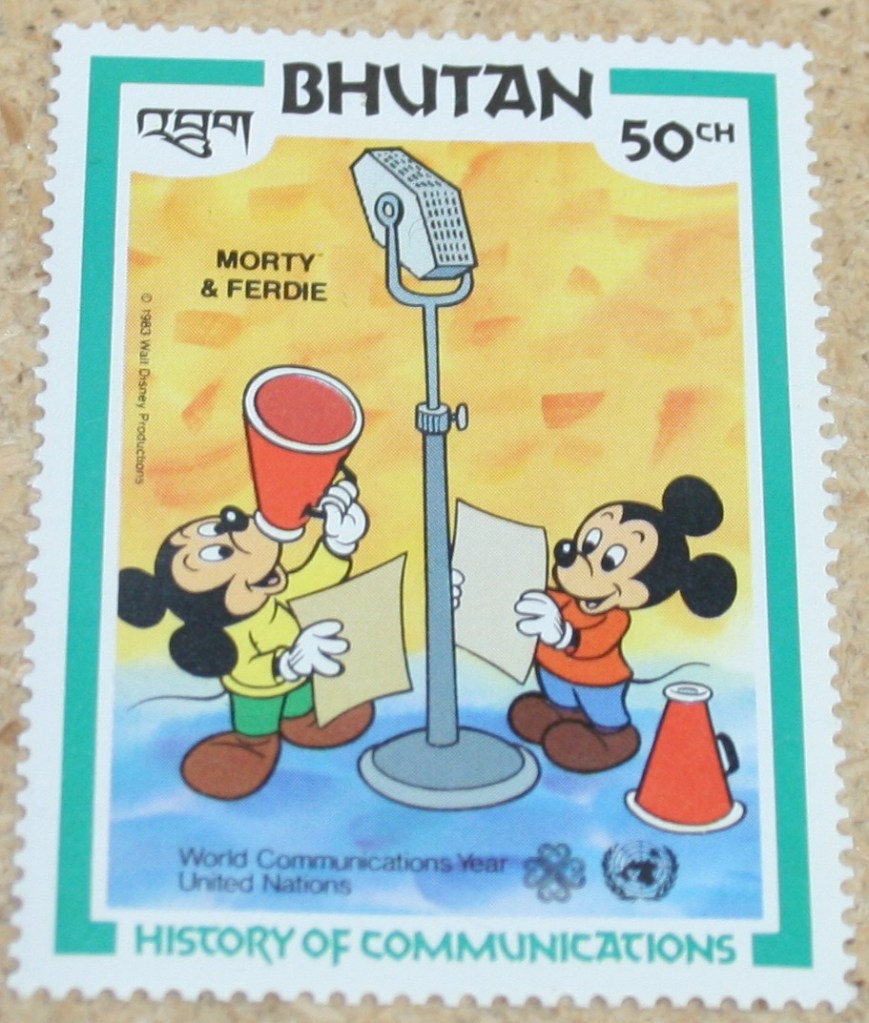 BHUTAN
འབྲུག
50CH
MORTY
& FERDIE
© 1983 Walt Disney Productions
World Communications Year
United Nations
HISTORY OF COMMUNICATIONS